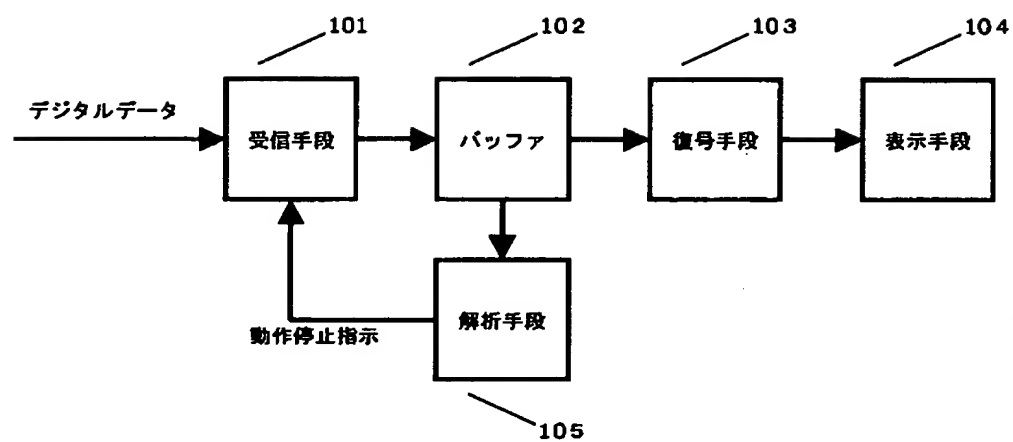 101
102
103
104
デジタルデータ
受信手段
バッファ
復号手段
表示手段
解析手段
動作停止指示
105